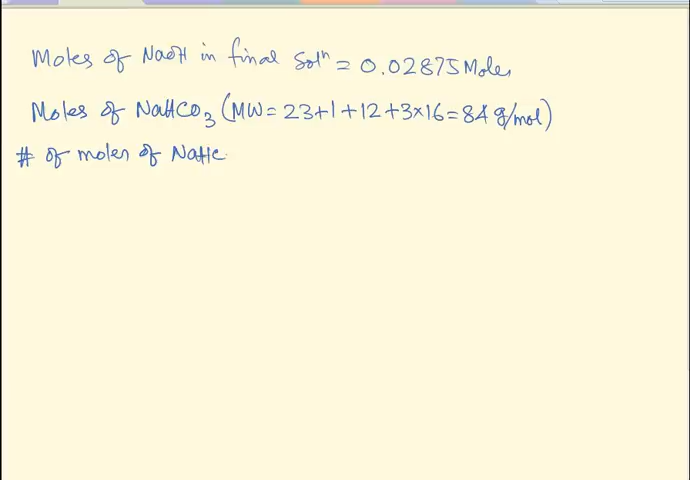 Moles of NaOH in final Solⁿ = 0.02875 Moles
Moles of NaHCO₃ (MW = 23+1+12+3×16 = 84 g/mol)
# of moles of NaHC